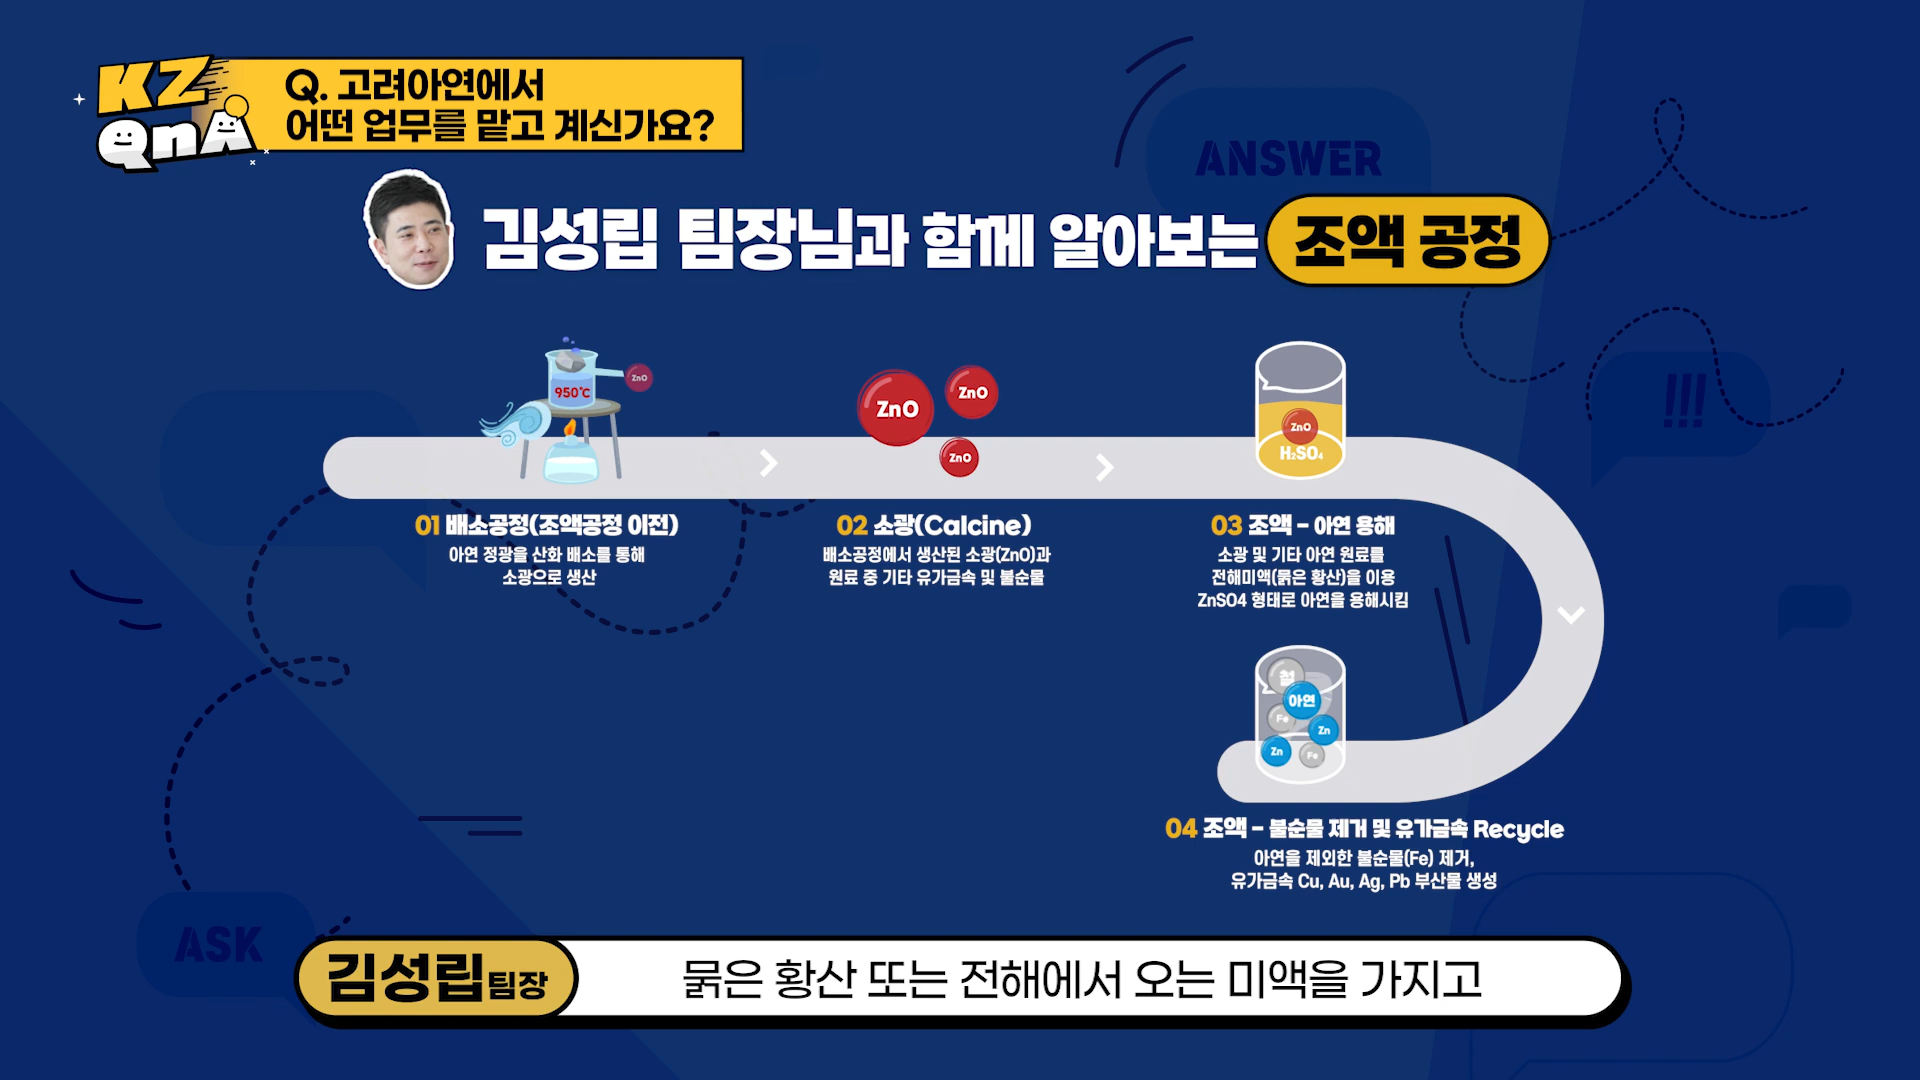 KZ
QnA
Q. 고려아연에서
어떤 업무를 맡고 계신가요?
ANSWER
김성립 팀장님과 함께 알아보는 조액 공정
!!!
950℃
ZnO
ZnO
ZnO
ZnO
ZnO
H₂SO₄
01 배소공정(조액공정 이전)
아연 정광을 산화 배소를 통해
소광으로 생산
02 소광(Calcine)
배소공정에서 생산된 소광(ZnO)과
원료 중 기타 유가금속 및 불순물
03 조액 - 아연 용해
소광 및 기타 아연 원료를
전해미액(묽은 황산)을 이용
ZnSO4 형태로 아연을 용해시킴
철
아연
Fe
Zn
Zn
Fe
04 조액 - 불순물 제거 및 유가금속 Recycle
아연을 제외한 불순물(Fe) 제거,
유가금속 Cu, Au, Ag, Pb 부산물 생성
ASK
김성립팀장
묽은 황산 또는 전해에서 오는 미액을 가지고